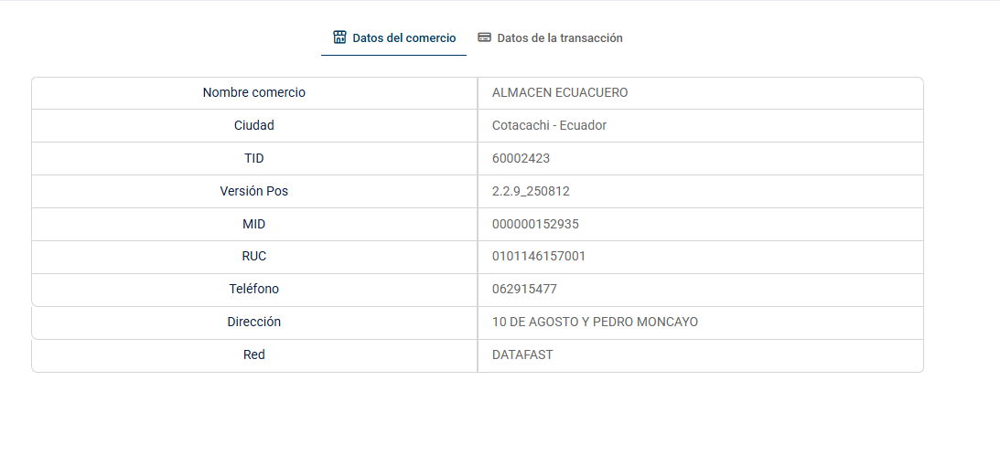 Datos del comercio Datos de la transacción
Nombre comercio ALMACEN ECUACUERO
Ciudad Cotacachi - Ecuador
TID 60002423
Versión Pos 2.2.9_250812
MID 000000152935
RUC 0101146157001
Teléfono 062915477
Dirección 10 DE AGOSTO Y PEDRO MONCAYO
Red DATAFAST